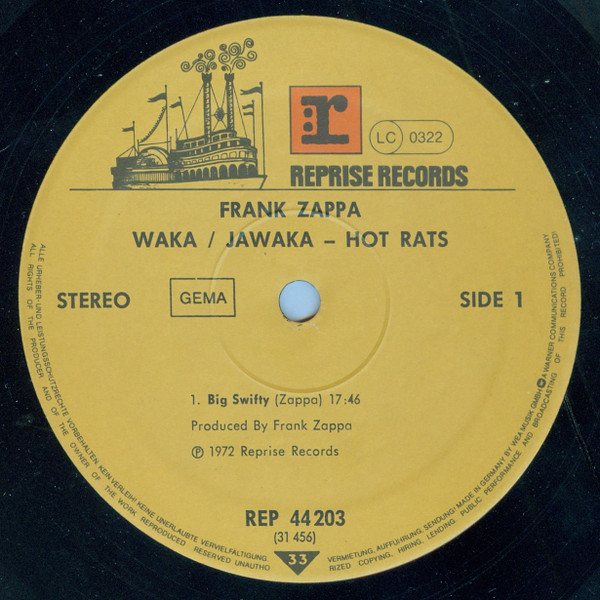 r
LC 0322
REPRISE RECORDS
FRANK ZAPPA
WAKA / JAWAKA – HOT RATS
STEREO
GEMA
SIDE 1
1. Big Swifty (Zappa) 17:46
Produced By Frank Zappa
℗ 1972 Reprise Records
REP 44 203
(31 456)
33
ALLE URHEBER- UND LEISTUNGSSCHUTZRECHTE VORBEHALTEN. KEIN VERLEIH! KEINE UNERLAUBTE VERVIELFÄLTIGUNG, VERMIETUNG, AUFFÜHRUNG, SENDUNG! MADE IN GERMANY BY WEA MUSIK GMBH A WARNER COMMUNICATIONS COMPANY
ALL RIGHTS OF THE PRODUCER AND OF THE OWNER OF THE WORK REPRODUCED RESERVED UNAUTHO RIZED COPYING, HIRING, LENDING, PUBLIC PERFORMANCE AND BROADCASTING OF THIS RECORD PROHIBITED!